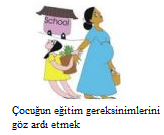 School
Çocuğun eğitim gereksinimlerini
göz ardı etmek